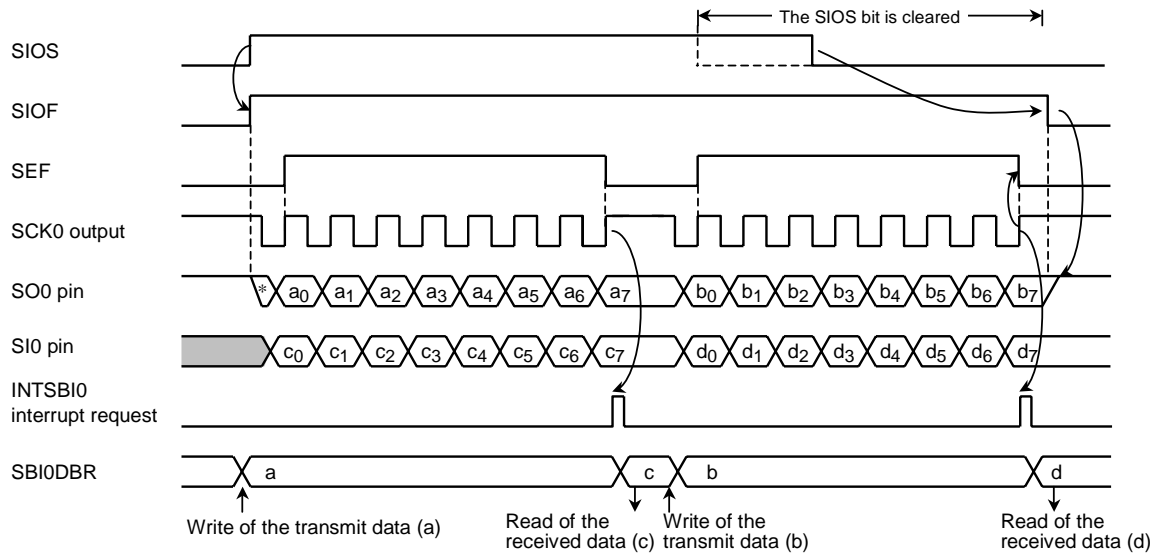 The SIOS bit is cleared
SIOS
SIOF
SEF
SCK0 output
SO0 pin
* a0 a1 a2 a3 a4 a5 a6 a7 b0 b1 b2 b3 b4 b5 b6 b7
SI0 pin
c0 c1 c2 c3 c4 c5 c6 c7 d0 d1 d2 d3 d4 d5 d6 d7
INTSBI0
interrupt request
SBI0DBR
a c b d
Write of the transmit data (a)
Read of the
received data (c)
Write of the
transmit data (b)
Read of the
received data (d)